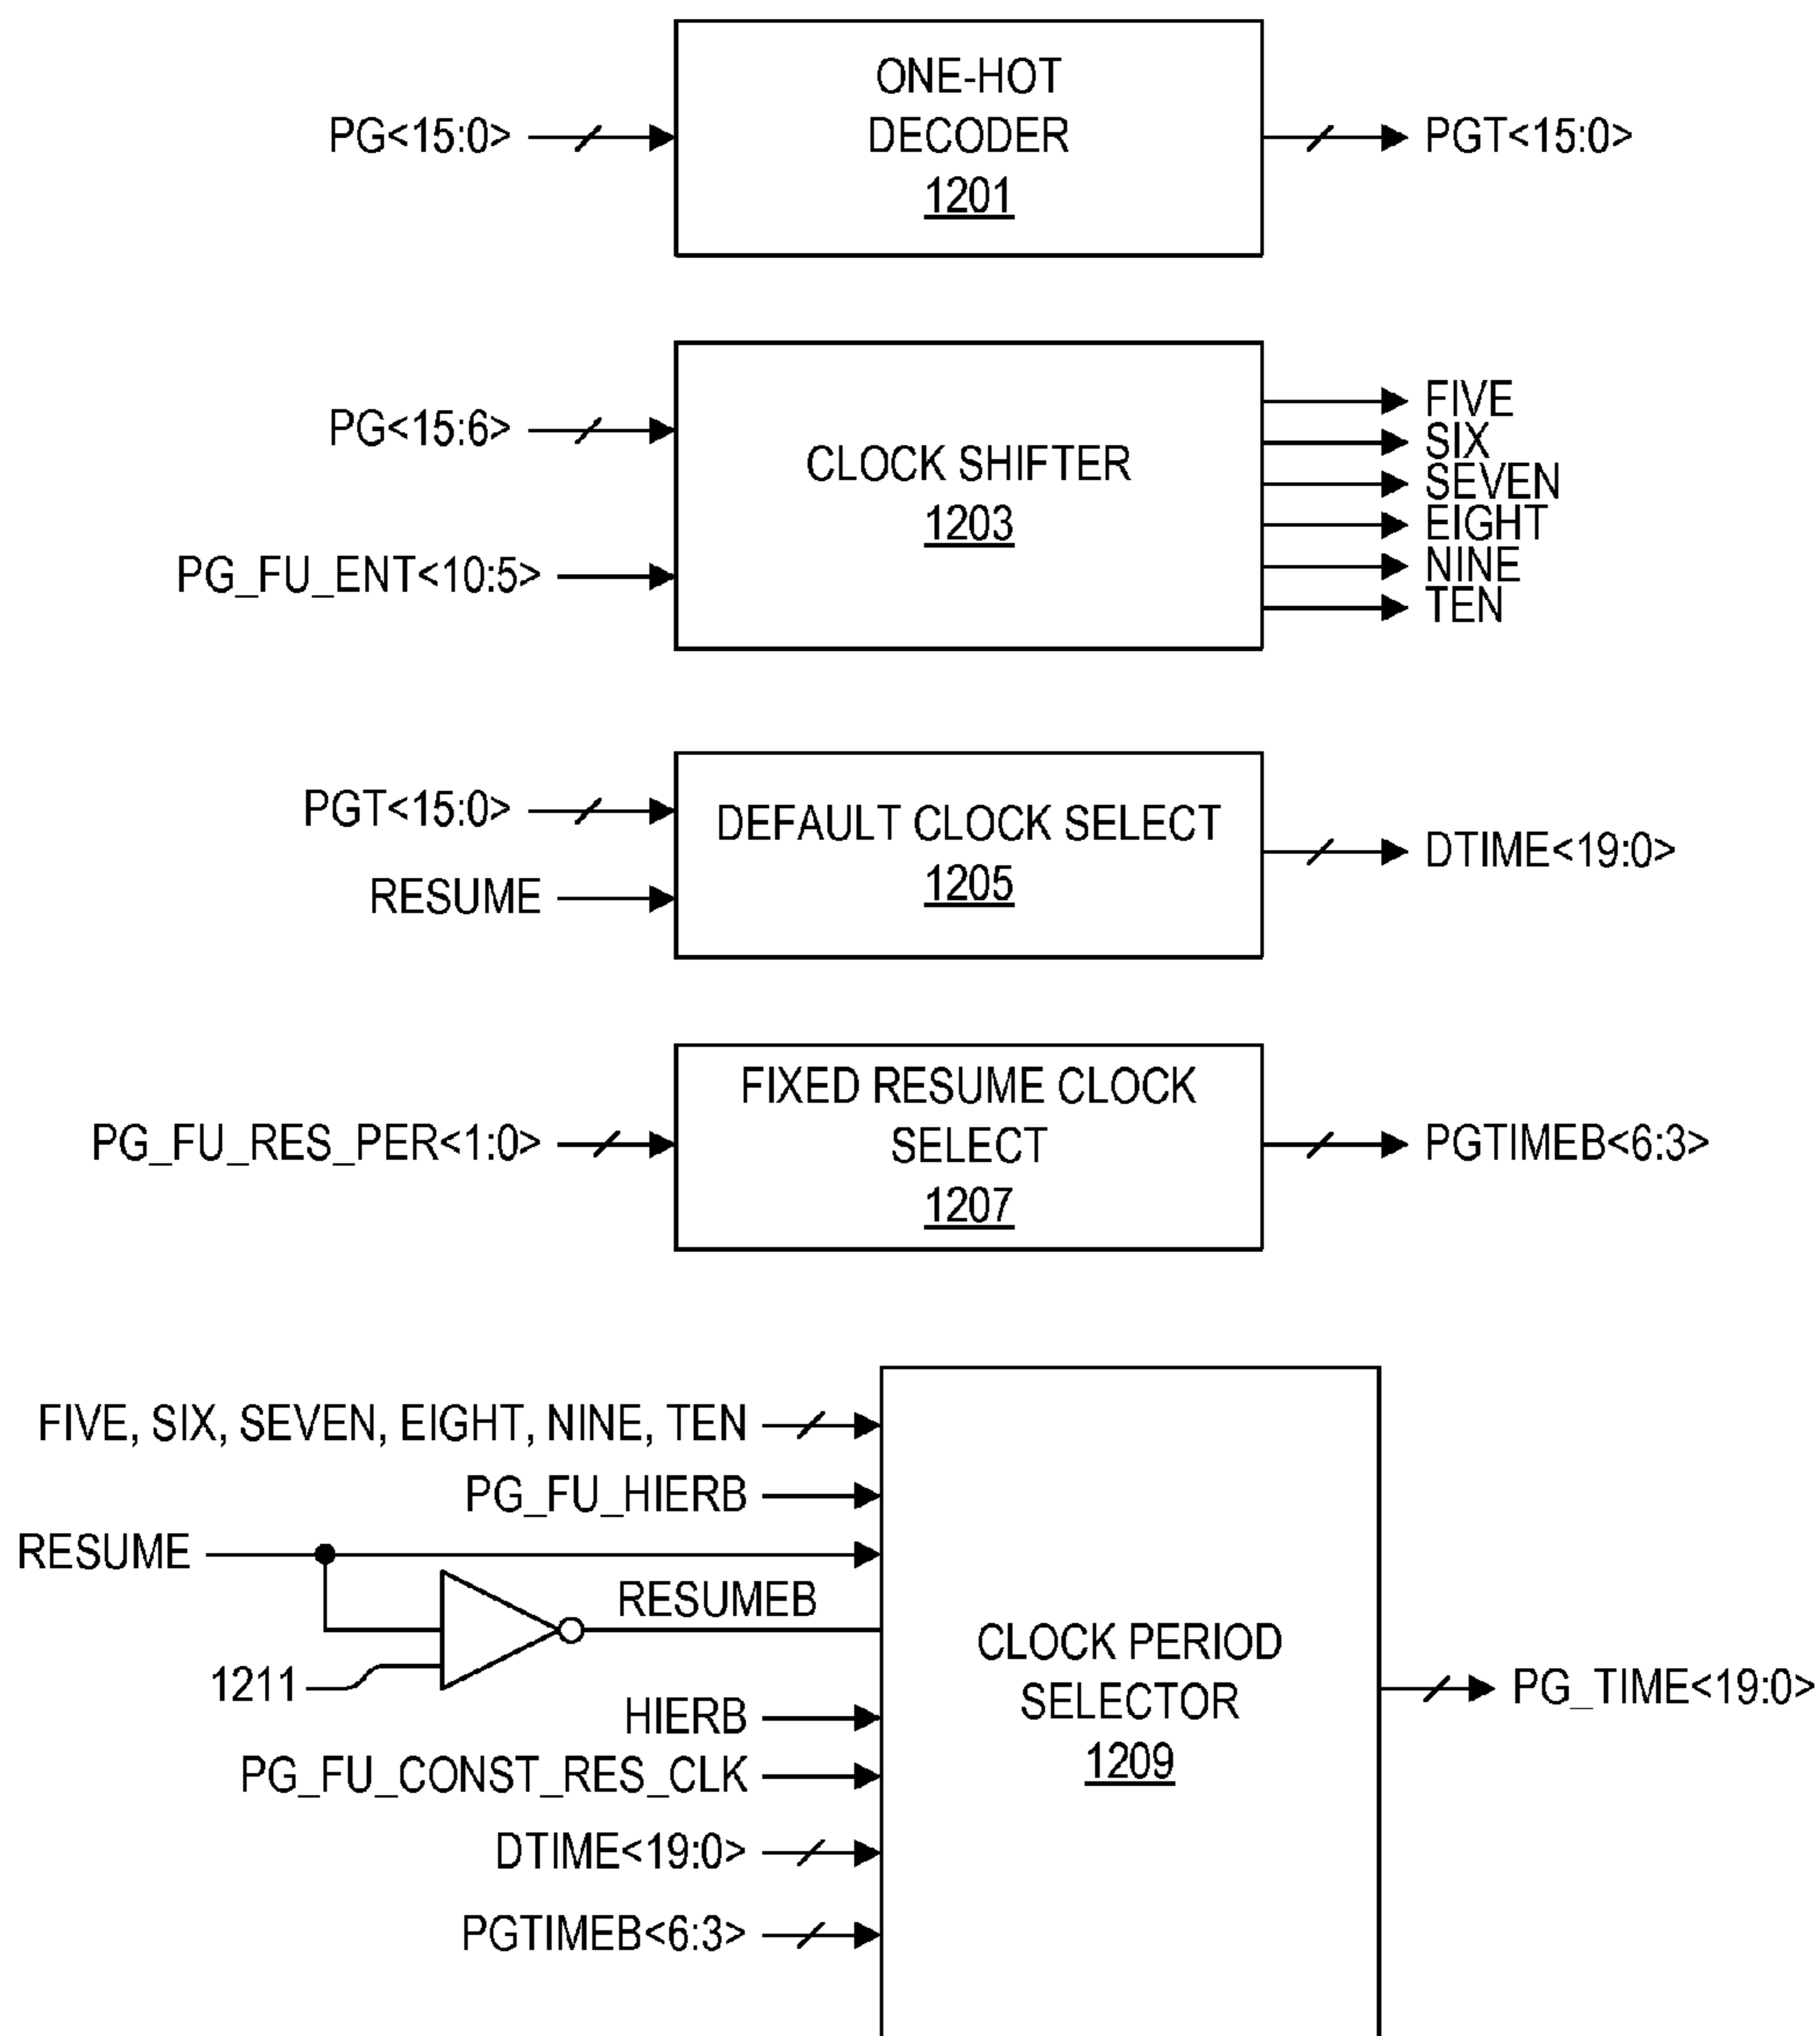 ONE-HOT
DECODER
1201
PG<15:0>
PGT<15:0>
PG<15:6>
PG_FU_ENT<10:5>
CLOCK SHIFTER
1203
FIVE
SIX
SEVEN
EIGHT
NINE
TEN
PGT<15:0>
RESUME
DEFAULT CLOCK SELECT
1205
DTIME<19:0>
PG_FU_RES_PER<1:0>
FIXED RESUME CLOCK
SELECT
1207
PGTIMEB<6:3>
FIVE, SIX, SEVEN, EIGHT, NINE, TEN
PG_FU_HIERB
RESUME
RESUMEB
1211
HIERB
PG_FU_CONST_RES_CLK
DTIME<19:0>
PGTIMEB<6:3>
CLOCK PERIOD
SELECTOR
1209
PG_TIME<19:0>